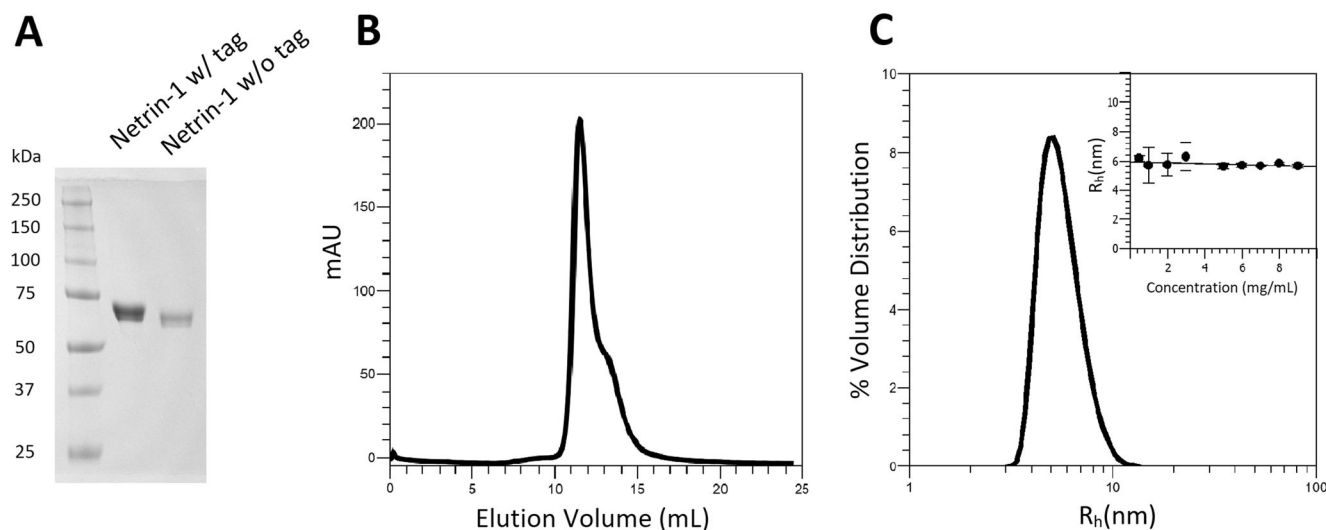 A
Netrin-1 w/ tag
Netrin-1 w/o tag
kDa
250
150
100
75
50
37
25
B
mAU
200
150
100
50
0
0 5 10 15 20 25
Elution Volume (mL)
C
% Volume Distribution
10
8
6
4
2
0
1 10 100
Rₕ(nm)
Rₕ(nm)
10
8
6
4
2
0
2 4 6 8
Concentration (mg/mL)